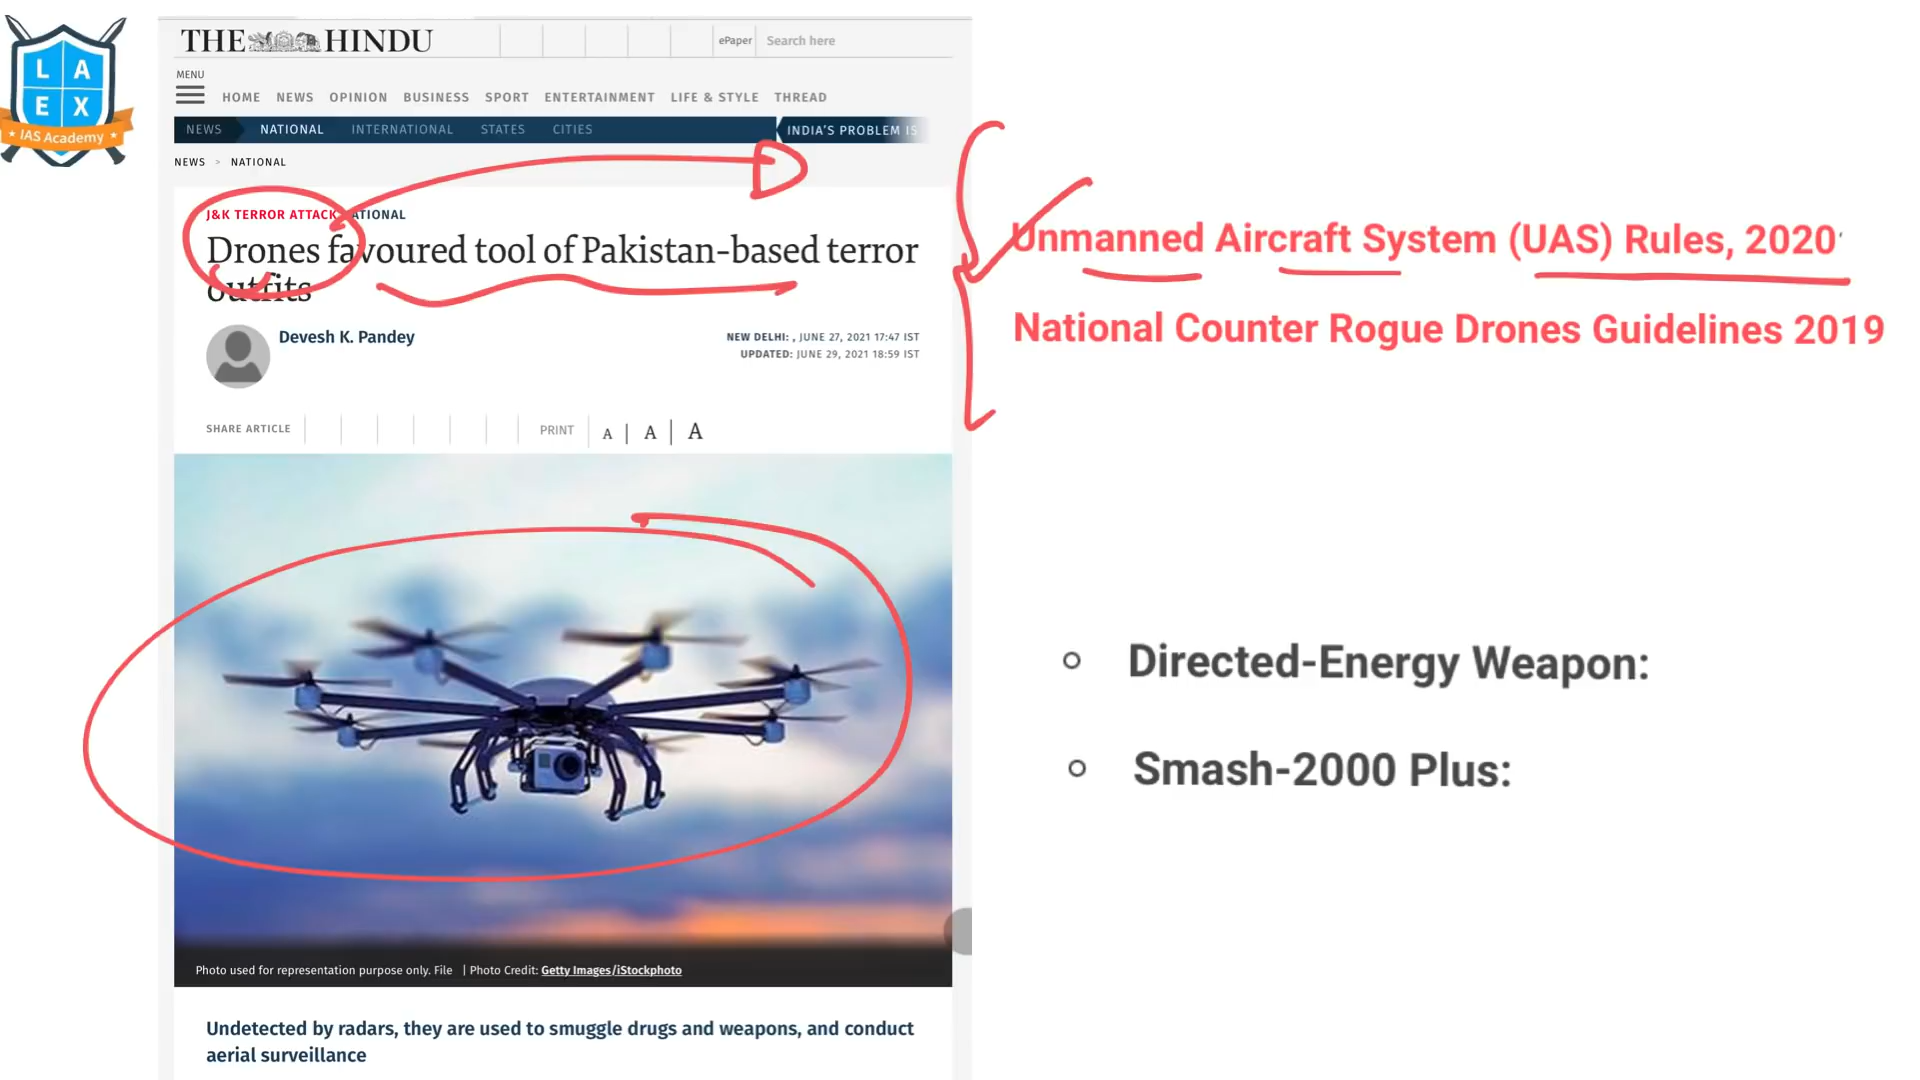 L A
E X
IAS Academy
THE HINDU
ePaper
Search here
MENU
HOME NEWS OPINION BUSINESS SPORT ENTERTAINMENT LIFE & STYLE THREAD
NEWS NATIONAL INTERNATIONAL STATES CITIES INDIA'S PROBLEM IS
NEWS > NATIONAL
J&K TERROR ATTACK NATIONAL
Drones favoured tool of Pakistan-based terror
outfits
Devesh K. Pandey
NEW DELHI: , JUNE 27, 2021 17:47 IST
UPDATED: JUNE 29, 2021 18:59 IST
SHARE ARTICLE PRINT A | A | A
Photo used for representation purpose only. File | Photo Credit: Getty Images/iStockphoto
Undetected by radars, they are used to smuggle drugs and weapons, and conduct
aerial surveillance
Unmanned Aircraft System (UAS) Rules, 2020
National Counter Rogue Drones Guidelines 2019
Directed-Energy Weapon:
Smash-2000 Plus: